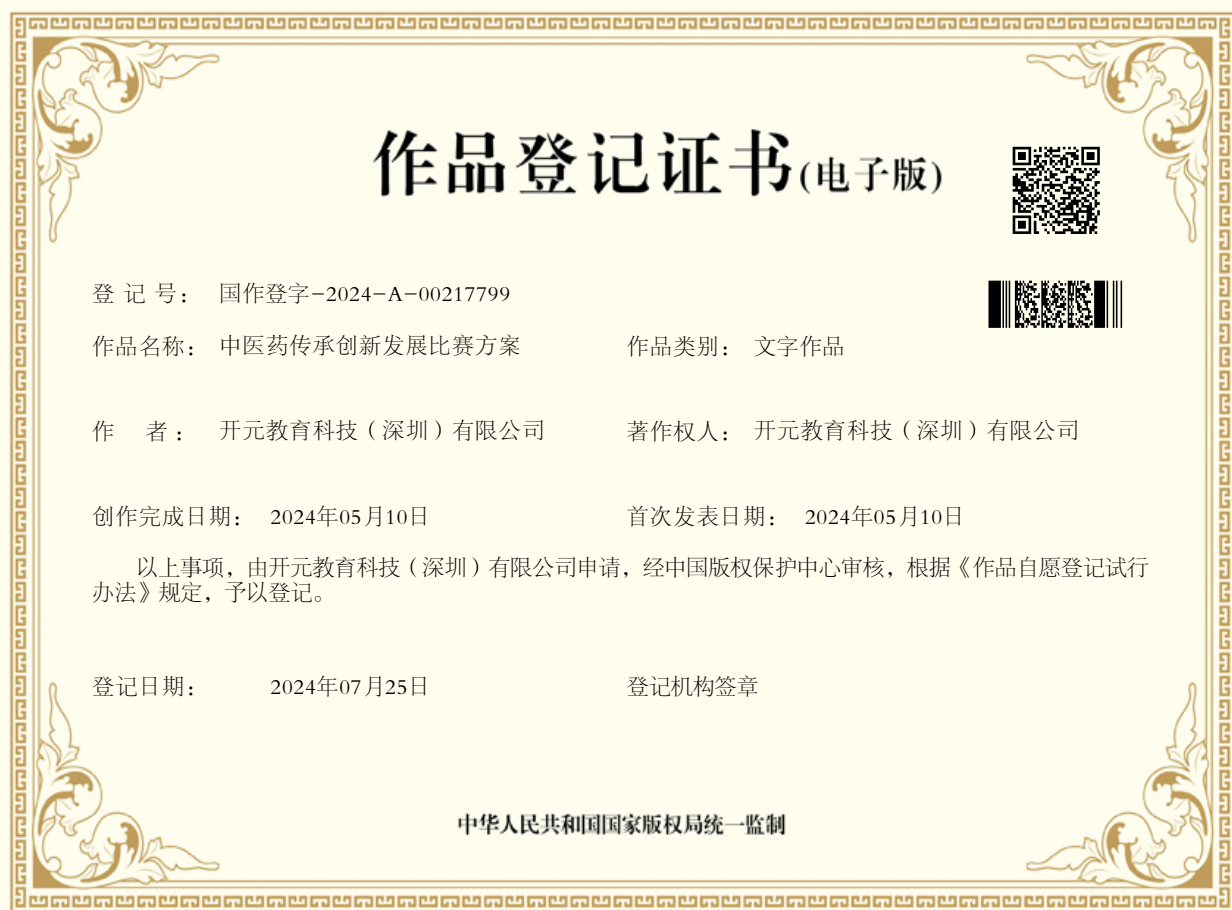 作品登记证书(电子版)
登 记 号： 国作登字-2024-A-00217799
作品名称： 中医药传承创新发展比赛方案 作品类别： 文字作品
作 者： 开元教育科技（深圳）有限公司 著作权人： 开元教育科技（深圳）有限公司
创作完成日期： 2024年05月10日 首次发表日期： 2024年05月10日
以上事项，由开元教育科技（深圳）有限公司申请，经中国版权保护中心审核，根据《作品自愿登记试行
办法》规定，予以登记。
登记日期： 2024年07月25日 登记机构签章
中华人民共和国国家版权局统一监制